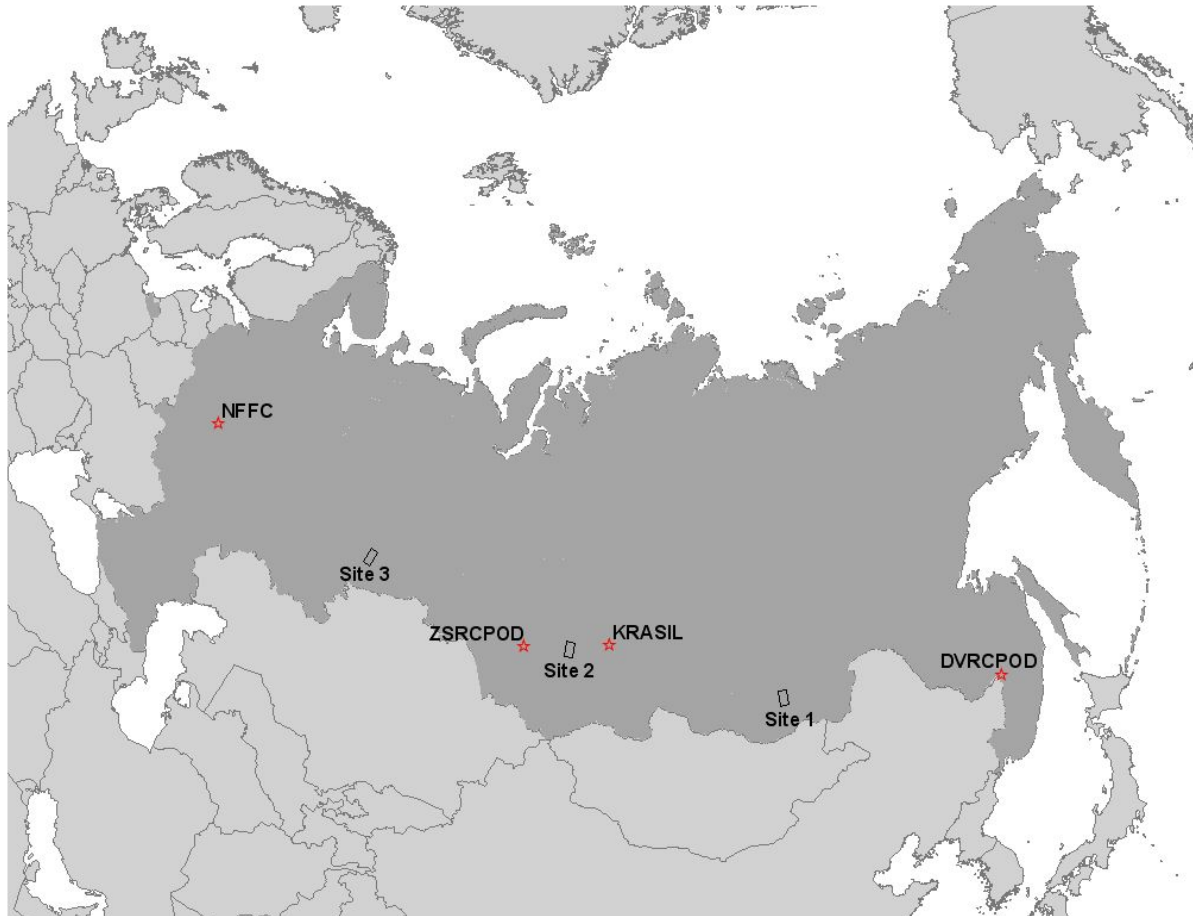 NFFC
Site 3
ZSRCPOD
KRASIL
Site 2
DVRCPOD
Site 1